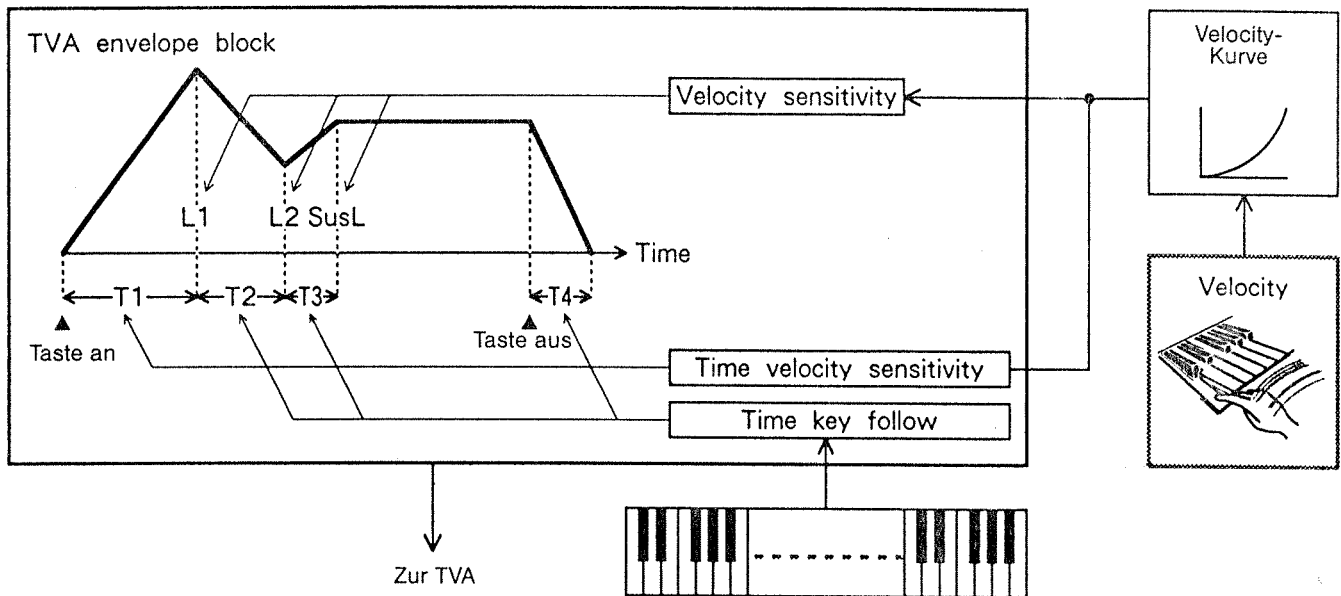 TVA envelope block
Velocity-
Kurve
Velocity sensitivity
L1
L2 SusL
Time
T1
T2
T3
T4
Velocity
Taste an
Taste aus
Time velocity sensitivity
Time key follow
Zur TVA